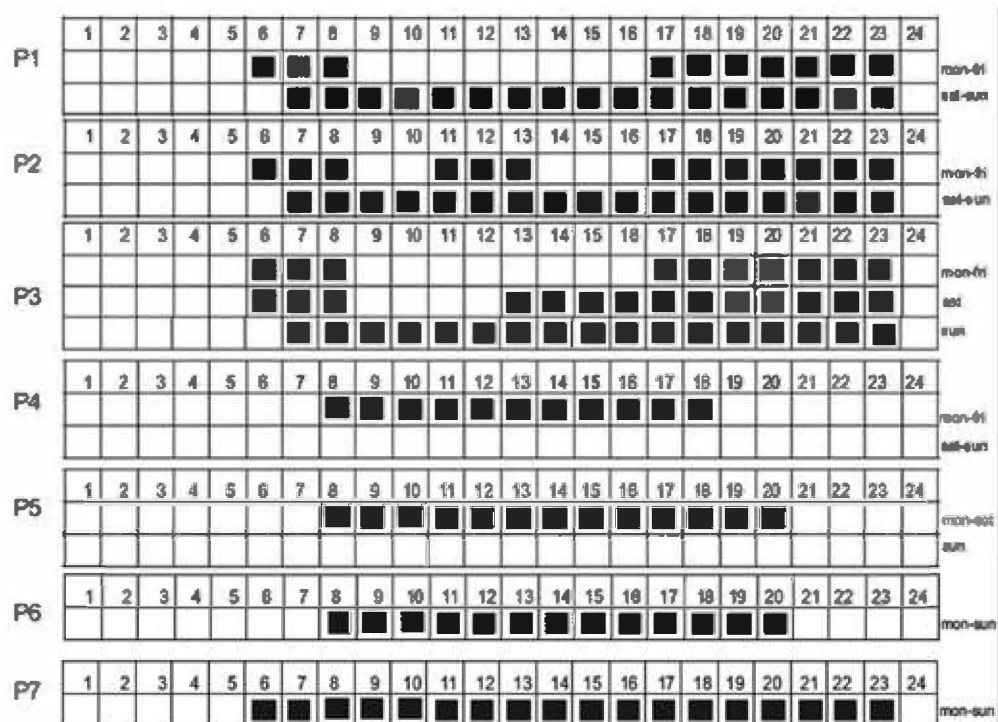 P1 1 2 3 4 5 6 7 8 9 10 11 12 13 14 15 16 17 18 19 20 21 22 23 24
mon-fri
sat-sun
P2 1 2 3 4 5 6 7 8 9 10 11 12 13 14 15 16 17 18 19 20 21 22 23 24
mon-fri
sat-sun
P3 1 2 3 4 5 6 7 8 9 10 11 12 13 14 15 16 17 18 19 20 21 22 23 24
mon-fri
sat
sun
P4 1 2 3 4 5 6 7 8 9 10 11 12 13 14 15 16 17 18 19 20 21 22 23 24
mon-fri
sat-sun
P5 1 2 3 4 5 6 7 8 9 10 11 12 13 14 15 16 17 18 19 20 21 22 23 24
mon-sat
sun
P6 1 2 3 4 5 6 7 8 9 10 11 12 13 14 15 16 17 18 19 20 21 22 23 24
mon-sun
P7 1 2 3 4 5 6 7 8 9 10 11 12 13 14 15 16 17 18 19 20 21 22 23 24
mon-sun